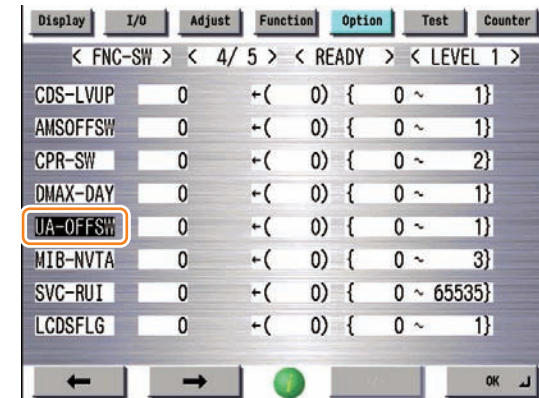 Display I/O Adjust Function Option Test Counter
< FNC-SW > < 4/ 5 > < READY > < LEVEL 1 >
CDS-LVUP 0 ←( 0) { 0 ~ 1}
AMSOFFSW 0 ←( 0) { 0 ~ 1}
CPR-SW 0 ←( 0) { 0 ~ 2}
DMAX-DAY 0 ←( 0) { 0 ~ 1}
UA-OFFSW 0 ←( 0) { 0 ~ 1}
MIB-NVTA 0 ←( 0) { 0 ~ 3}
SVC-RUI 0 ←( 0) { 0 ~ 65535}
LCDSFLG 0 ←( 0) { 0 ~ 1}
← → i OK ↵